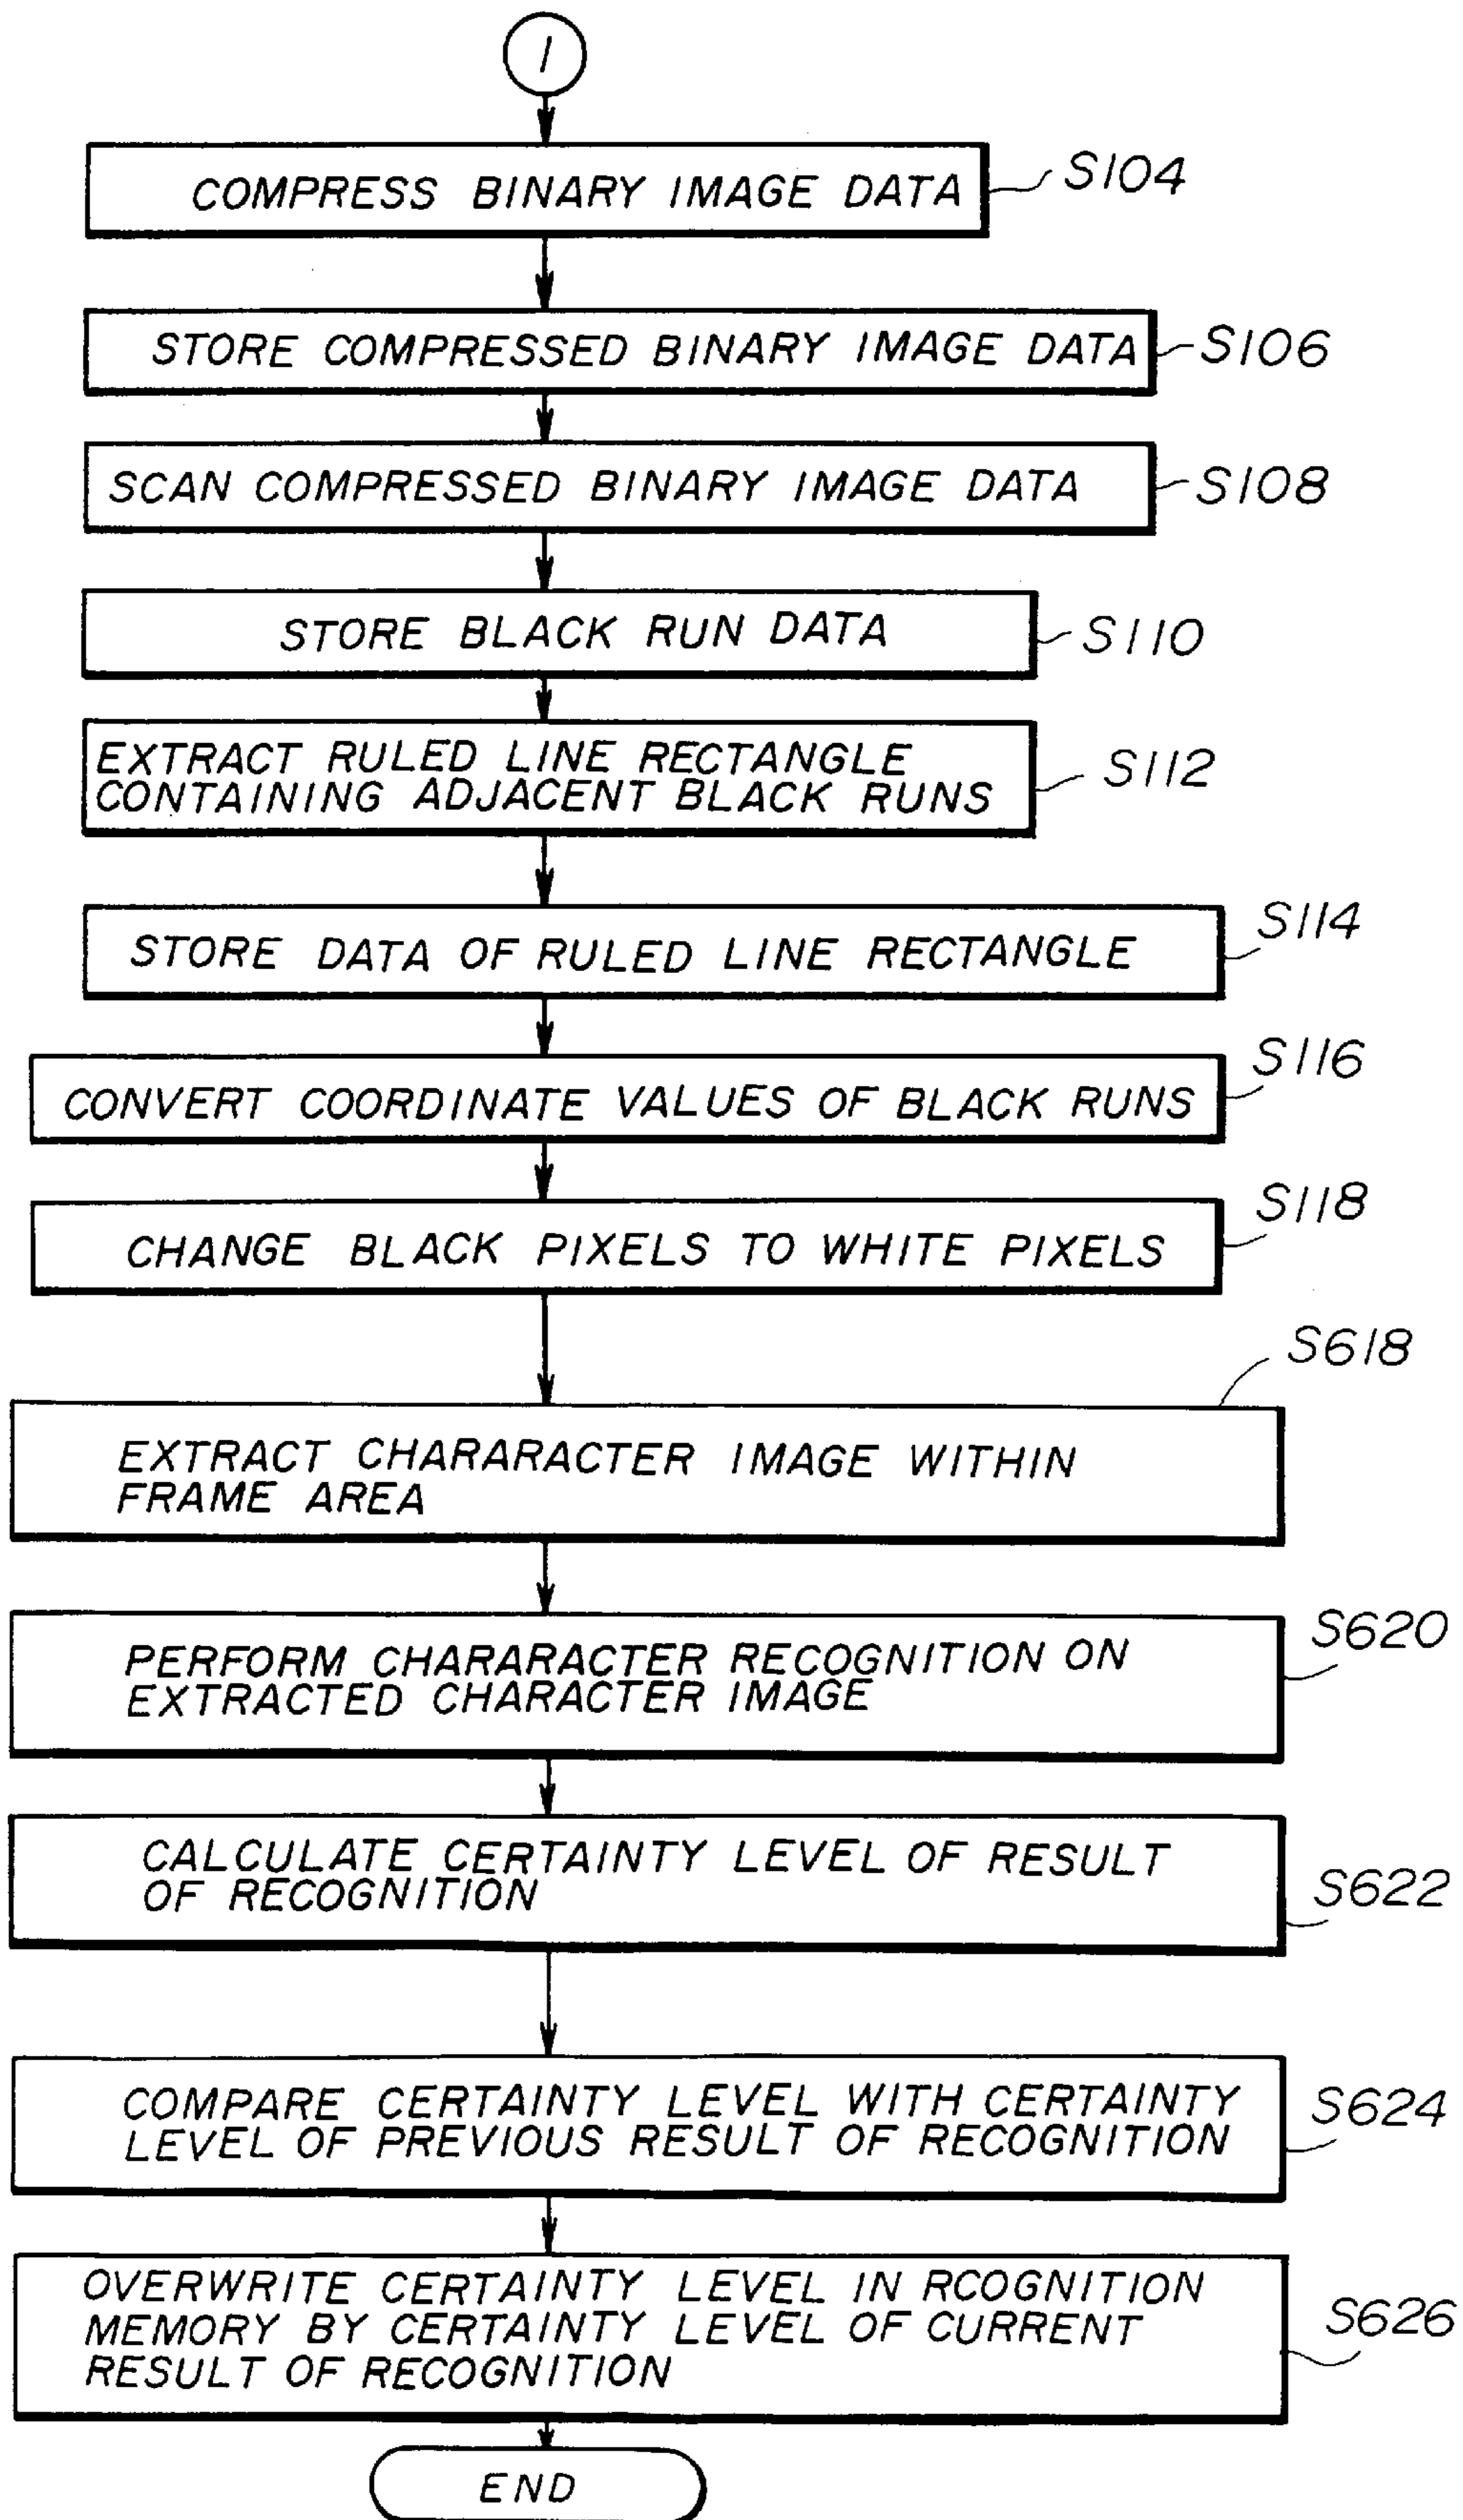 1
COMPRESS BINARY IMAGE DATA
S104
STORE COMPRESSED BINARY IMAGE DATA
S106
SCAN COMPRESSED BINARY IMAGE DATA
S108
STORE BLACK RUN DATA
S110
EXTRACT RULED LINE RECTANGLE
CONTAINING ADJACENT BLACK RUNS
S112
STORE DATA OF RULED LINE RECTANGLE
S114
CONVERT COORDINATE VALUES OF BLACK RUNS
S116
CHANGE BLACK PIXELS TO WHITE PIXELS
S118
EXTRACT CHARARACTER IMAGE WITHIN
FRAME AREA
S618
PERFORM CHARARACTER RECOGNITION ON
EXTRACTED CHARACTER IMAGE
S620
CALCULATE CERTAINTY LEVEL OF RESULT
OF RECOGNITION
S622
COMPARE CERTAINTY LEVEL WITH CERTAINTY
LEVEL OF PREVIOUS RESULT OF RECOGNITION
S624
OVERWRITE CERTAINTY LEVEL IN RCOGNITION
MEMORY BY CERTAINTY LEVEL OF CURRENT
RESULT OF RECOGNITION
S626
END